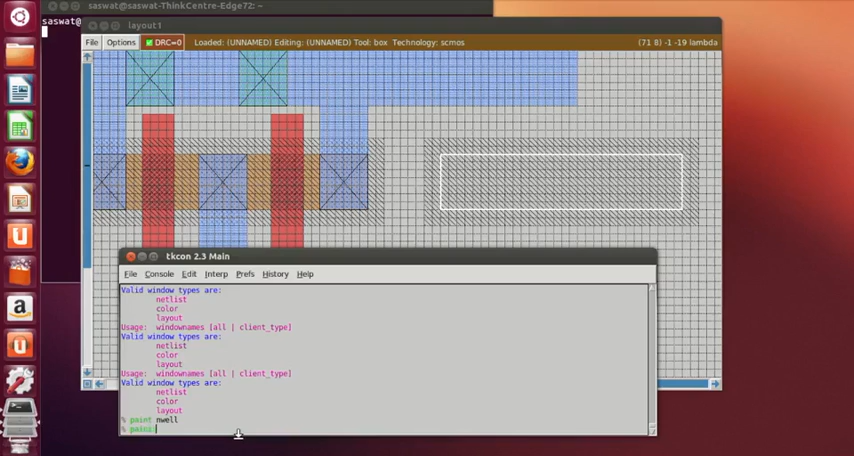 saswat@saswat-ThinkCentre-Edge72: ~
saswat@
layout1
File Options DRC=0 Loaded: (UNNAMED) Editing: (UNNAMED) Tool: box Technology: scmos (71 8) -1 -19 lambda
tkcon 2.3 Main
File Console Edit Interp Prefs History Help
Valid window types are:
netlist
color
layout
Usage: windownames [all | client_type]
Valid window types are:
netlist
color
layout
Usage: windownames [all | client_type]
Valid window types are:
netlist
color
layout
% paint nwell
% paint